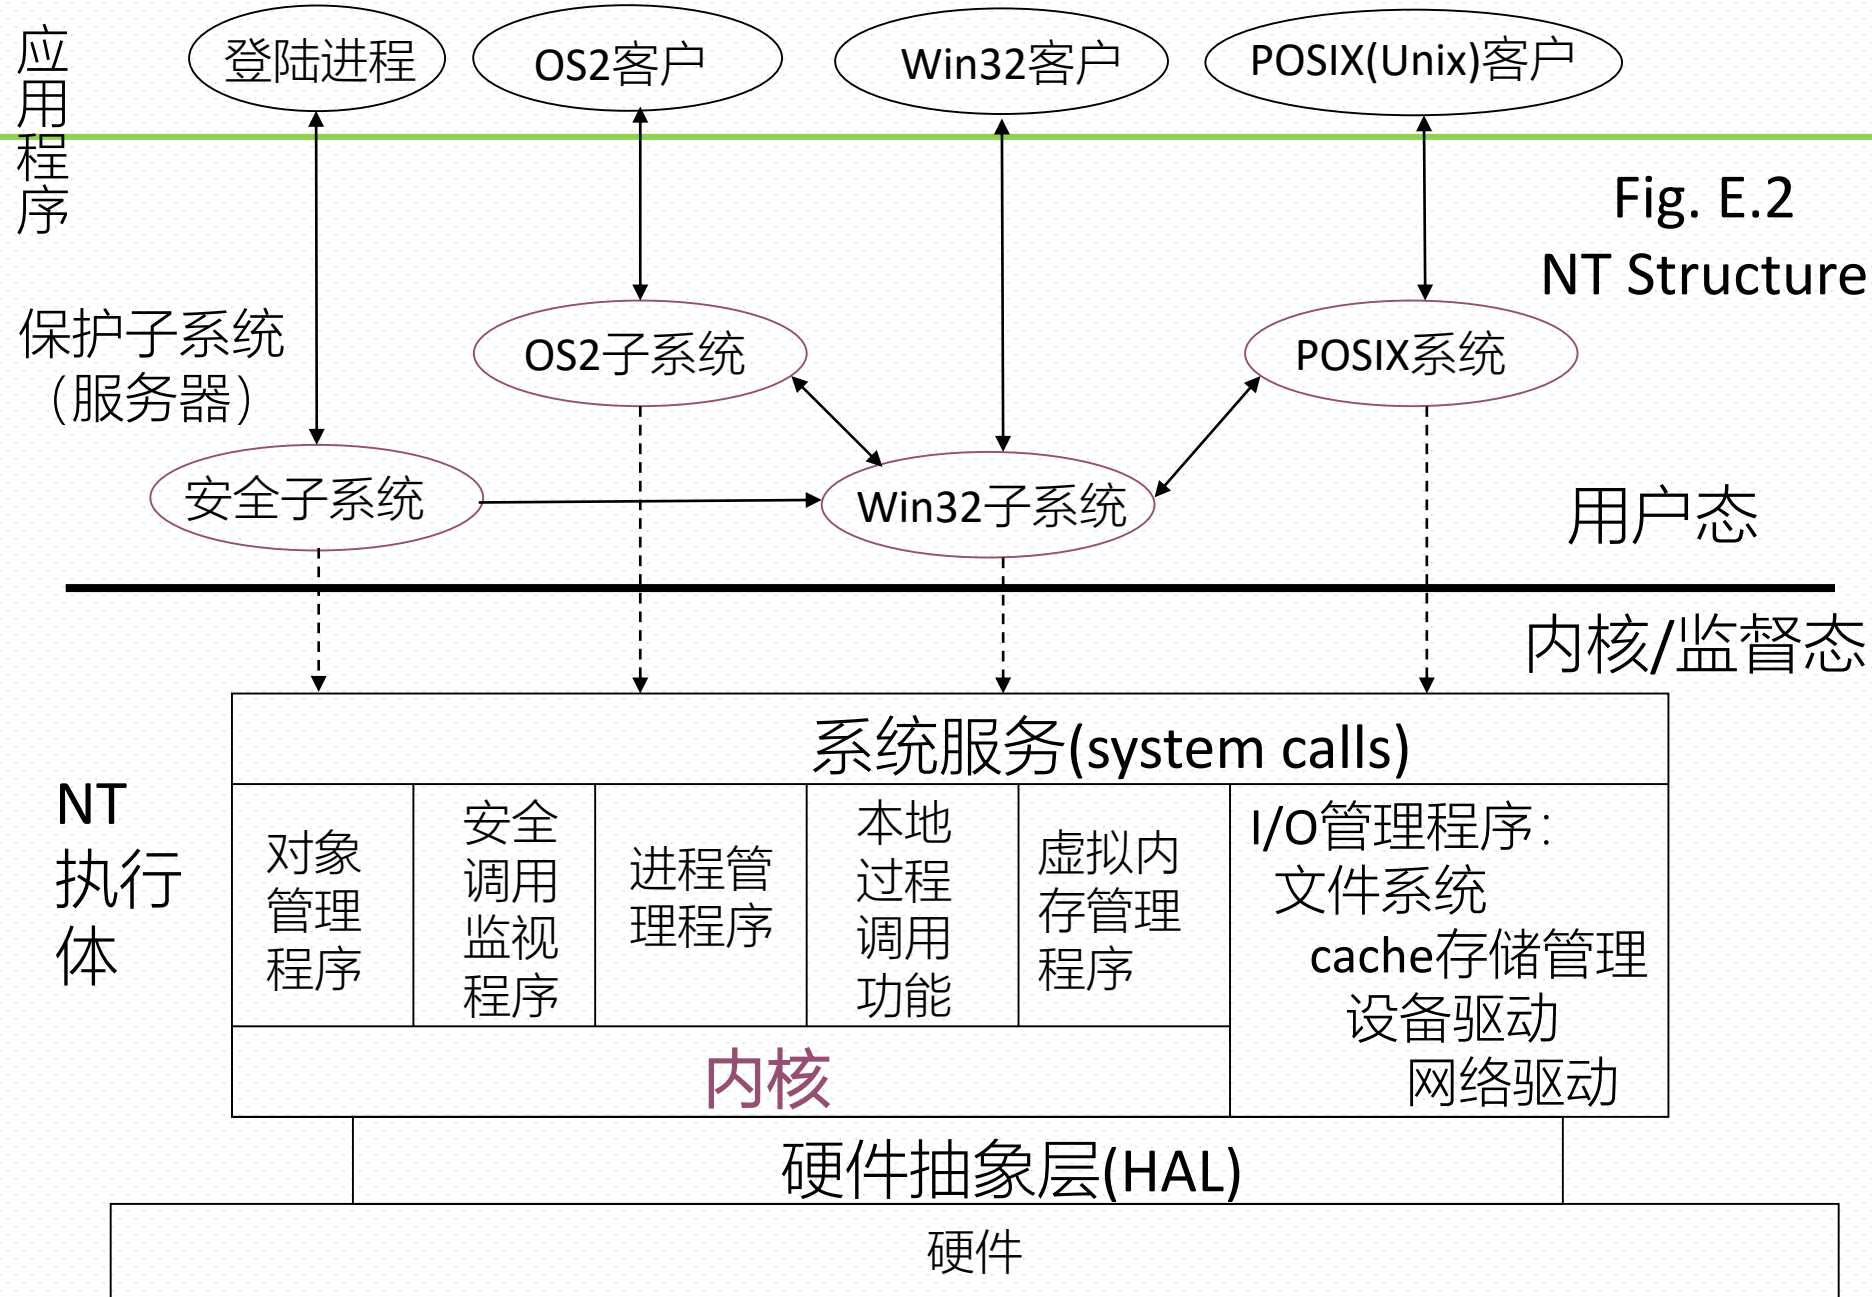 应用程序
登陆进程
OS2客户
Win32客户
POSIX(Unix)客户
Fig. E.2
NT Structure
保护子系统
（服务器）
OS2子系统
POSIX系统
安全子系统
Win32子系统
用户态
内核/监督态
系统服务(system calls)
NT
执行
体
对象
管理
程序
安全
调用
监视
程序
进程管
理程序
本地
过程
调用
功能
虚拟内
存管理
程序
I/O管理程序：
文件系统
cache存储管理
设备驱动
网络驱动
内核
硬件抽象层(HAL)
硬件